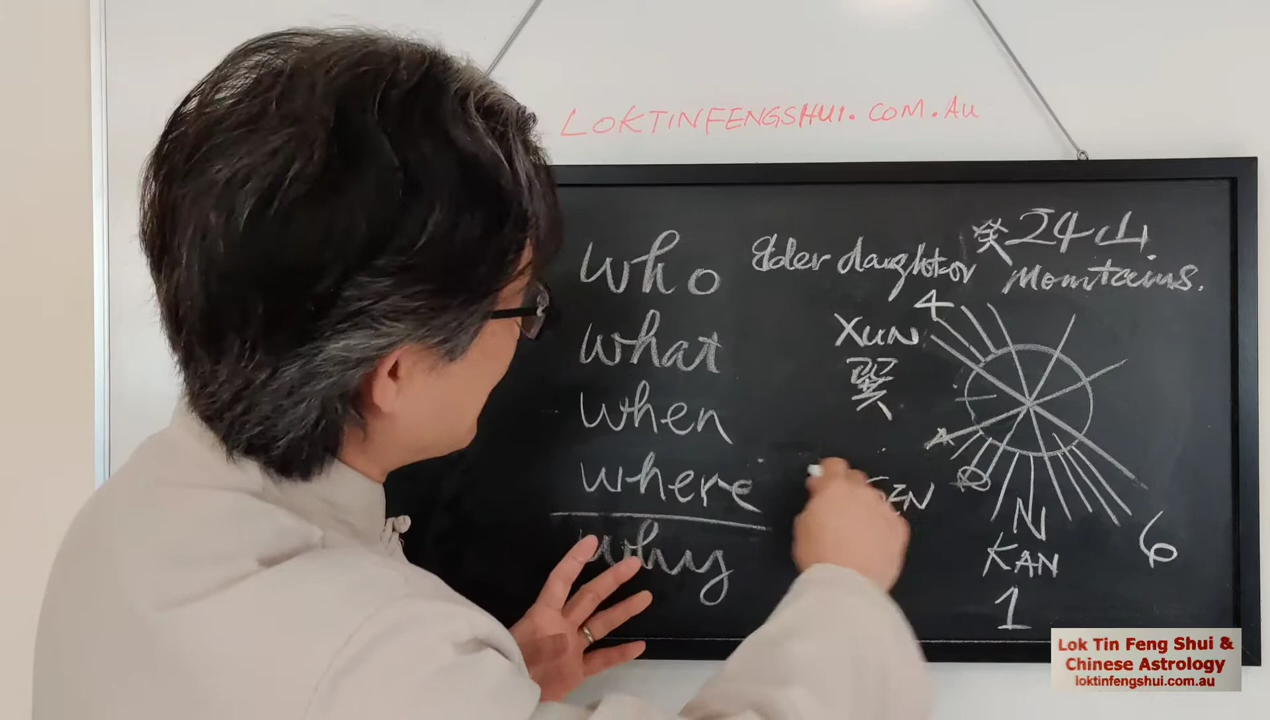 LOKTINFENGSHUI.COM.Au
who
what
when
where
why
Elder daughter
癸 24山
Mountains.
4
XUN
巽
N
KAN
1
6
Lok Tin Feng Shui &
Chinese Astrology
loktinfengshui.com.au